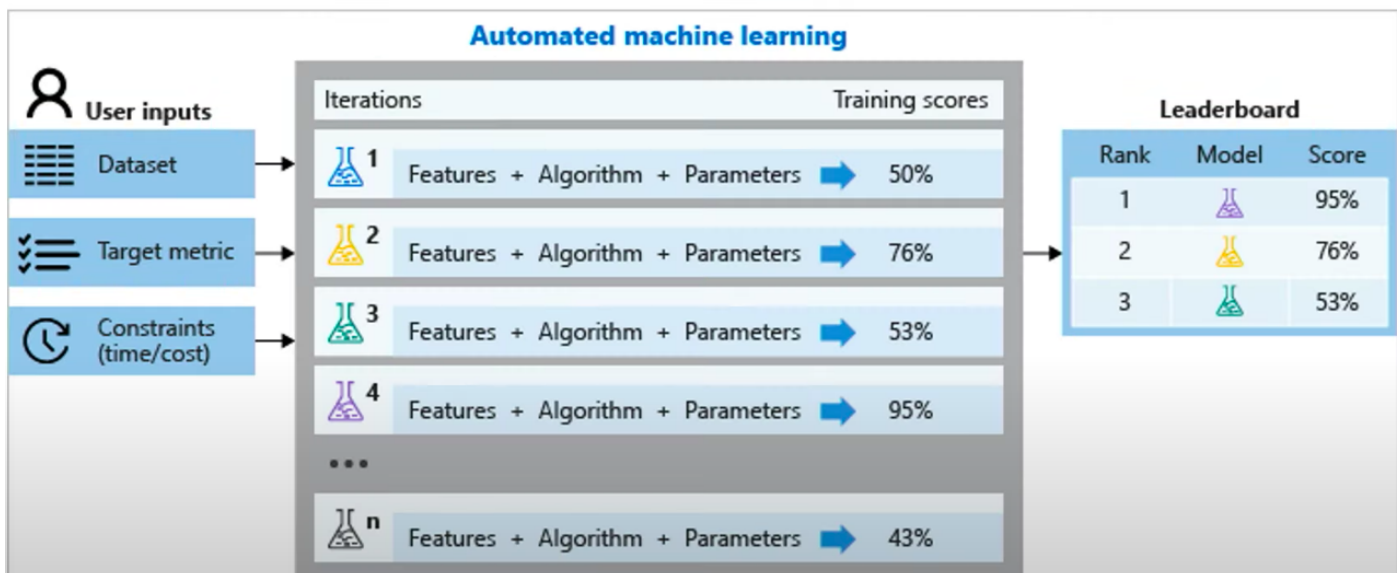 Automated machine learning
User inputs
Dataset
Target metric
Constraints
(time/cost)
Iterations Training scores
1 Features + Algorithm + Parameters 50%
2 Features + Algorithm + Parameters 76%
3 Features + Algorithm + Parameters 53%
4 Features + Algorithm + Parameters 95%
•••
n Features + Algorithm + Parameters 43%
Leaderboard
Rank Model Score
1 95%
2 76%
3 53%